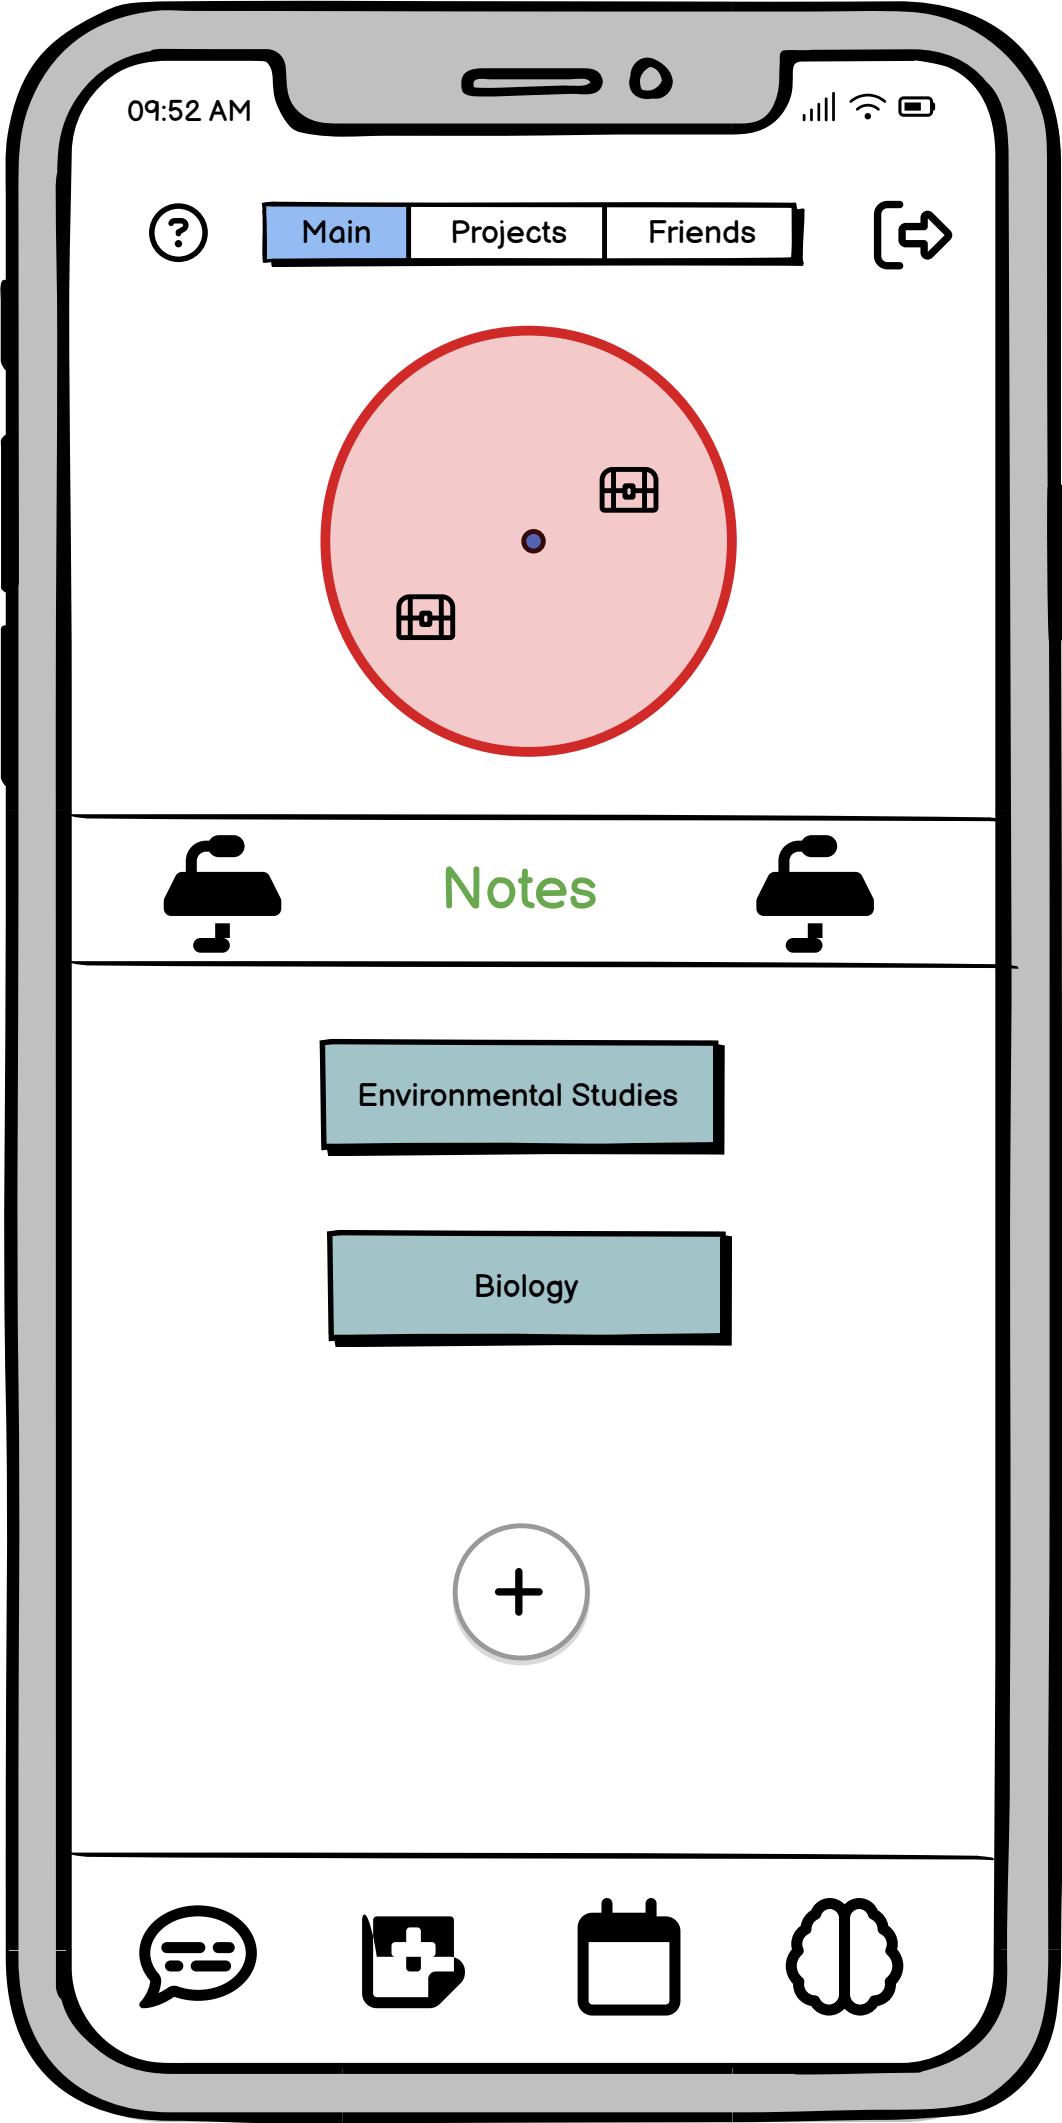 09:52 AM
?
Main Projects Friends
Notes
Environmental Studies
Biology
+